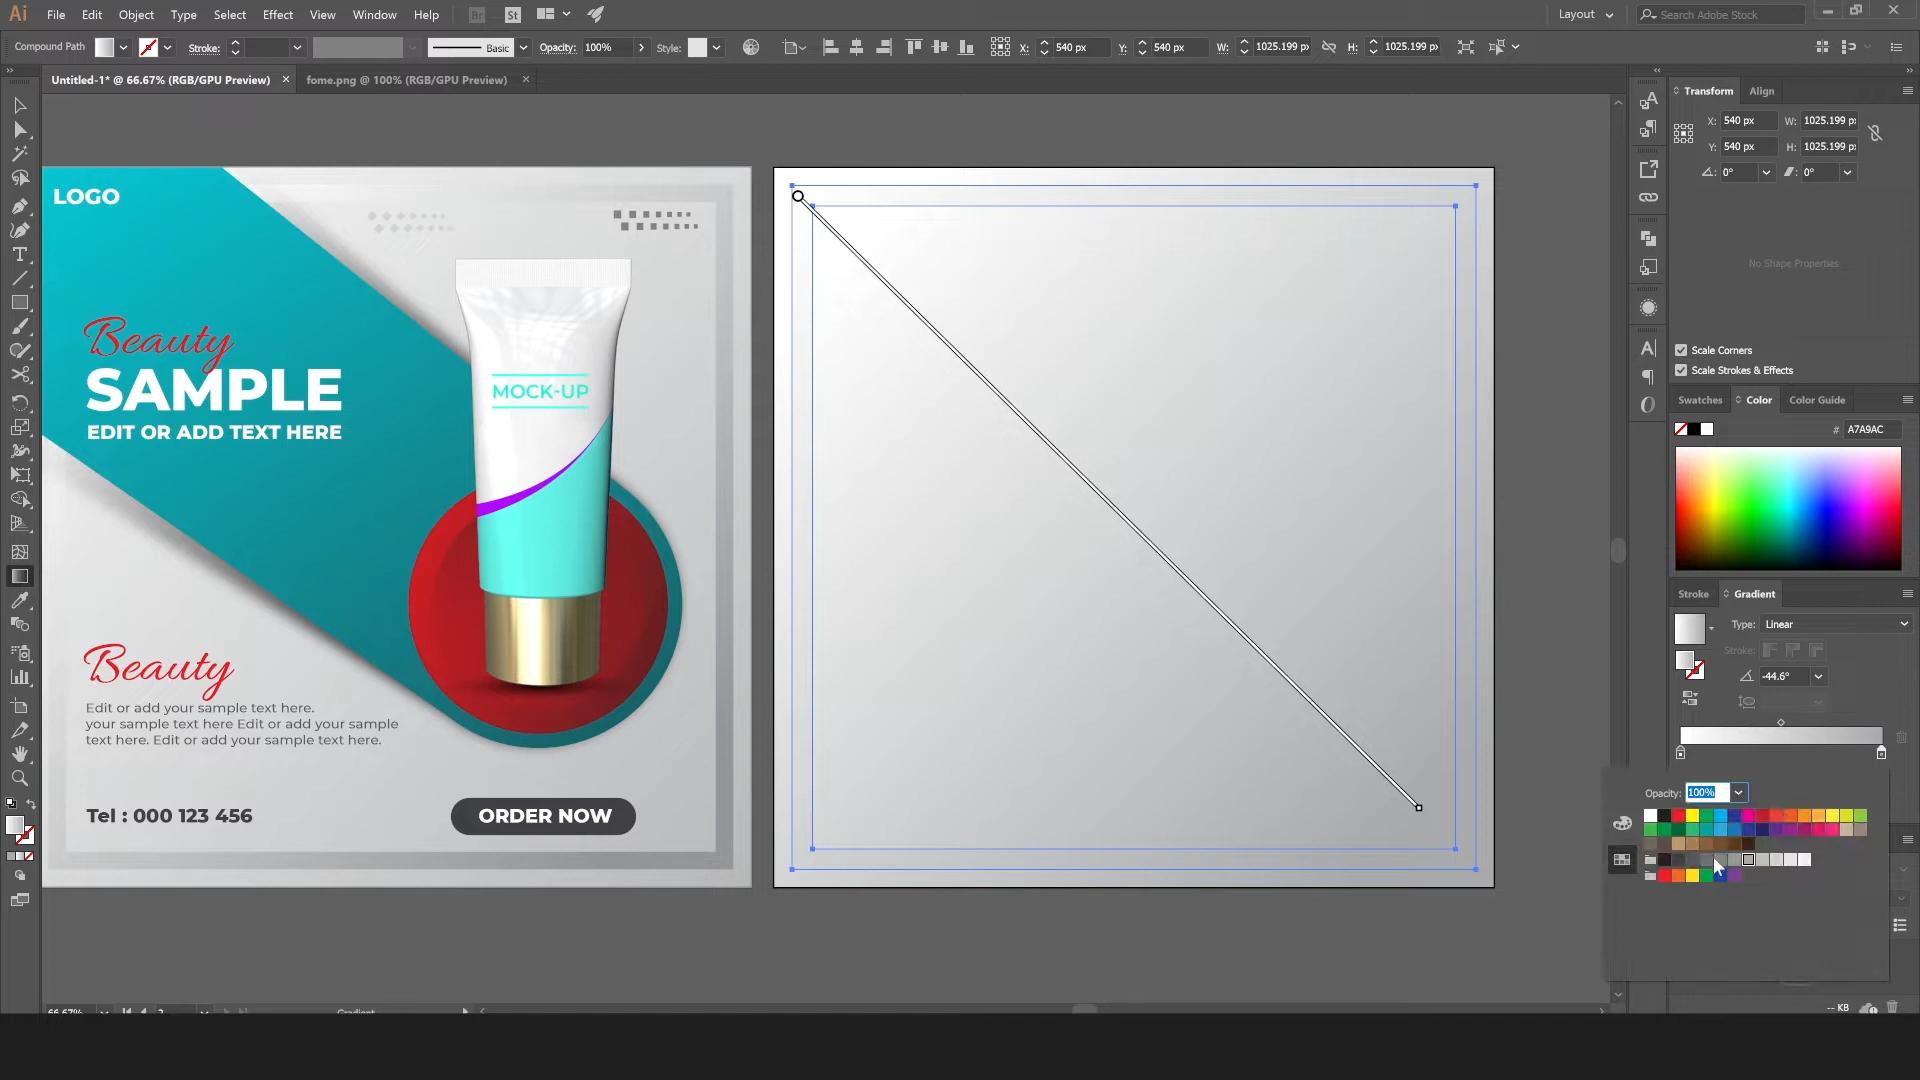 Ai File Edit Object Type Select Effect View Window Help Br St Layout Search Adobe Stock
Compound Path Stroke: Basic Opacity: 100% Style: X: 540 px Y: 540 px W: 1025.199 px H: 1025.199 px
Untitled-1* @ 66.67% (RGB/GPU Preview) fome.png @ 100% (RGB/GPU Preview)
LOGO
Beauty
SAMPLE
EDIT OR ADD TEXT HERE
MOCK-UP
Beauty
Edit or add your sample text here.
your sample text here Edit or add your sample
text here. Edit or add your sample text here.
Tel : 000 123 456
ORDER NOW
Transform Align
X: 540 px W: 1025.199 p
Y: 540 px H: 1025.199 p
0° 0°
No Shape Properties
Scale Corners
Scale Strokes & Effects
Swatches Color Color Guide
# A7A9AC
Stroke Gradient
Type: Linear
Stroke:
-44.6°
Opacity: 100%
-- KB
66.67% 2 Gradient